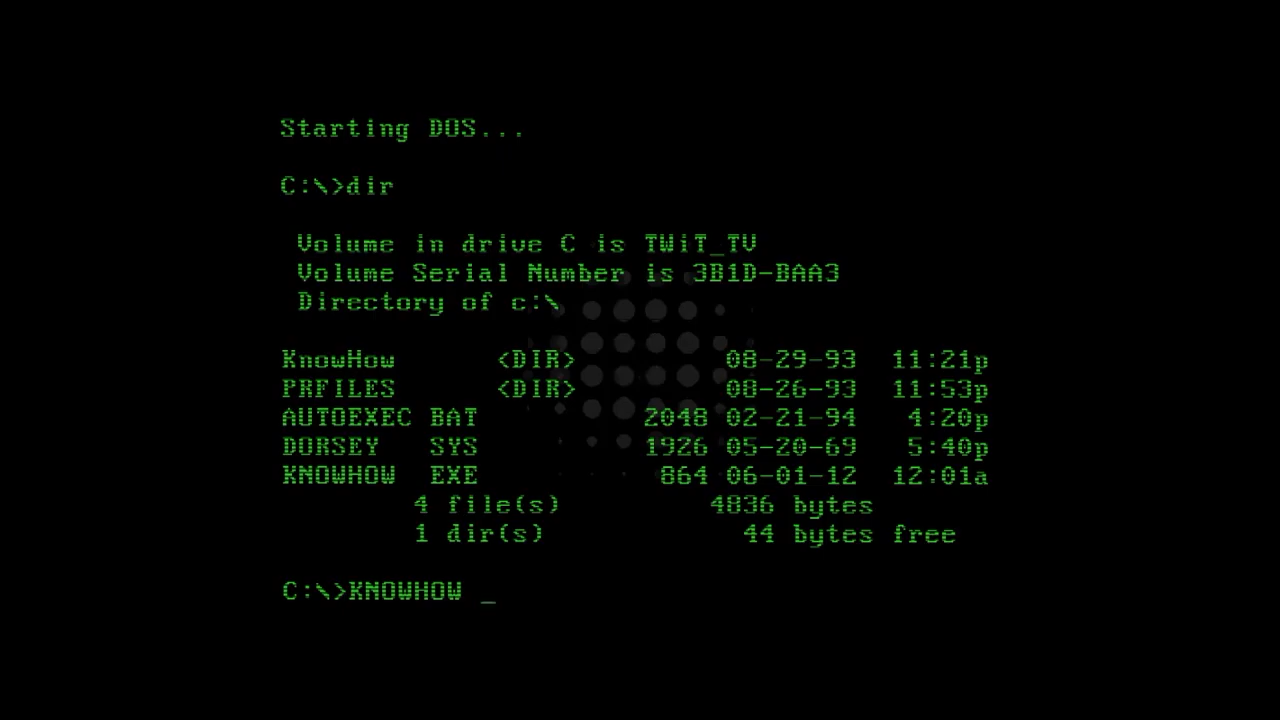 Starting DOS...
C:\>dir
Volume in drive C is TWiT_TV
Volume Serial Number is 3B1D-BAA3
Directory of c:\
KnowHow <DIR> 08-29-93 11:21p
PRFILES <DIR> 08-26-93 11:53p
AUTOEXEC BAT 2048 02-21-94 4:20p
DORSEY SYS 1926 05-20-69 5:40p
KNOWHOW EXE 864 06-01-12 12:01a
4 file(s) 4836 bytes
1 dir(s) 44 bytes free
C:\>KNOWHOW _